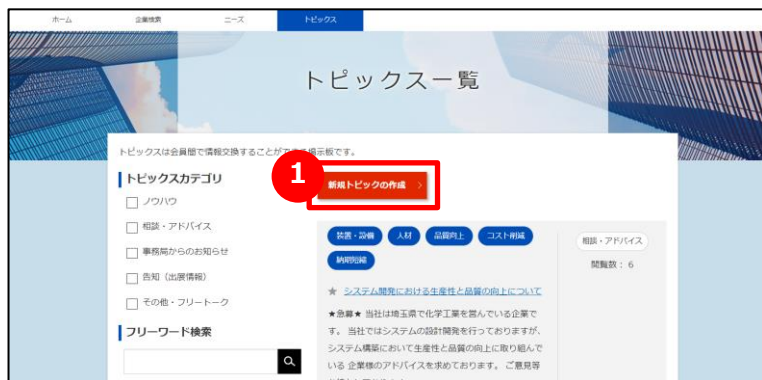 ホーム 企業検索 ニーズ トピックス
トピックス一覧
トピックスは会員間で情報交換することができる掲示板です。
トピックスカテゴリ
ノウハウ
相談・アドバイス
事務局からのお知らせ
告知（出展情報）
その他・フリートーク
フリーワード検索
1
新規トピックの作成 >
装置・設備 人材 品質向上 コスト削減
納期短縮
相談・アドバイス
閲覧数： 6
★ システム開発における生産性と品質の向上について
★急募★ 当社は埼玉県で化学工業を営んでいる企業で
す。 当社ではシステムの設計開発を行っておりますが、
システム構築において生産性と品質の向上に取り組んで
いる 企業様のアドバイスを求めております。 ご意見等